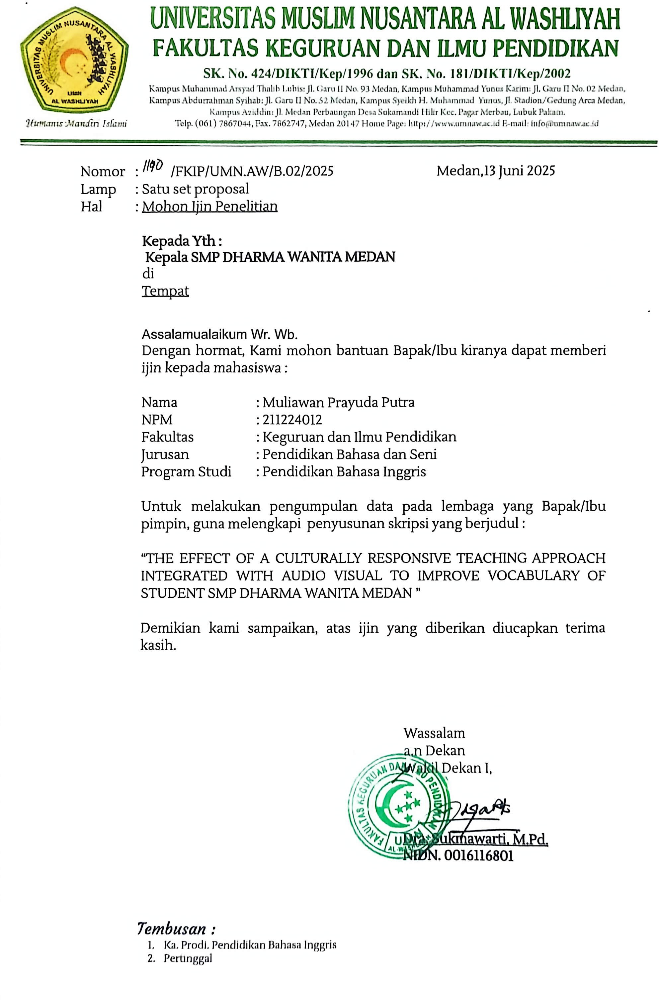 UNIVERSITAS MUSLIM NUSANTARA AL WASHLIYAH
UMN
AL WASHLIYAH
Humanis Mandiri Islami
UNIVERSITAS MUSLIM NUSANTARA AL WASHLIYAH
FAKULTAS KEGURUAN DAN ILMU PENDIDIKAN
SK. No. 424/DIKTI/Kep/1996 dan SK. No. 181/DIKTI/Kep/2002
Kampus Muhammad Arsyad Thalib Lubis: Jl. Garu II No. 93 Medan, Kampus Muhammad Yunus Karim: Jl. Garu II No. 02 Medan,
Kampus Abdurrahman Syihab: Jl. Garu II No. 52 Medan, Kampus Syeikh H. Muhammad Yunus, Jl. Stadion/Gedung Arca Medan,
Kampus Aziddin: Jl. Medan Perbaungan Desa Sukamandi Hilir Kec. Pagar Merbau, Lubuk Pakam.
Telp. (061) 7867044, Fax. 7862747, Medan 20147 Home Page: http://www.umnaw.ac.id E-mail: info@umnaw.ac.id
Nomor : 1190 /FKIP/UMN.AW/B.02/2025 Medan,13 Juni 2025
Lamp : Satu set proposal
Hal : Mohon Ijin Penelitian
Kepada Yth :
Kepala SMP DHARMA WANITA MEDAN
di
Tempat
Assalamualaikum Wr. Wb.
Dengan hormat, Kami mohon bantuan Bapak/Ibu kiranya dapat memberi
ijin kepada mahasiswa :
Nama : Muliawan Prayuda Putra
NPM : 211224012
Fakultas : Keguruan dan Ilmu Pendidikan
Jurusan : Pendidikan Bahasa dan Seni
Program Studi : Pendidikan Bahasa Inggris
Untuk melakukan pengumpulan data pada lembaga yang Bapak/Ibu
pimpin, guna melengkapi penyusunan skripsi yang berjudul :
“THE EFFECT OF A CULTURALLY RESPONSIVE TEACHING APPROACH
INTEGRATED WITH AUDIO VISUAL TO IMPROVE VOCABULARY OF
STUDENT SMP DHARMA WANITA MEDAN ”
Demikian kami sampaikan, atas ijin yang diberikan diucapkan terima
kasih.
Wassalam
a.n Dekan
Wakil Dekan I,
FAKULTAS KEGURUAN DAN ILMU PENDIDIKAN
UMN
AL-WASHLIYAH
Dra. Sukmawarti, M.Pd.
NIDN. 0016116801
Tembusan :
1. Ka. Prodi. Pendidikan Bahasa Inggris
2. Pertinggal